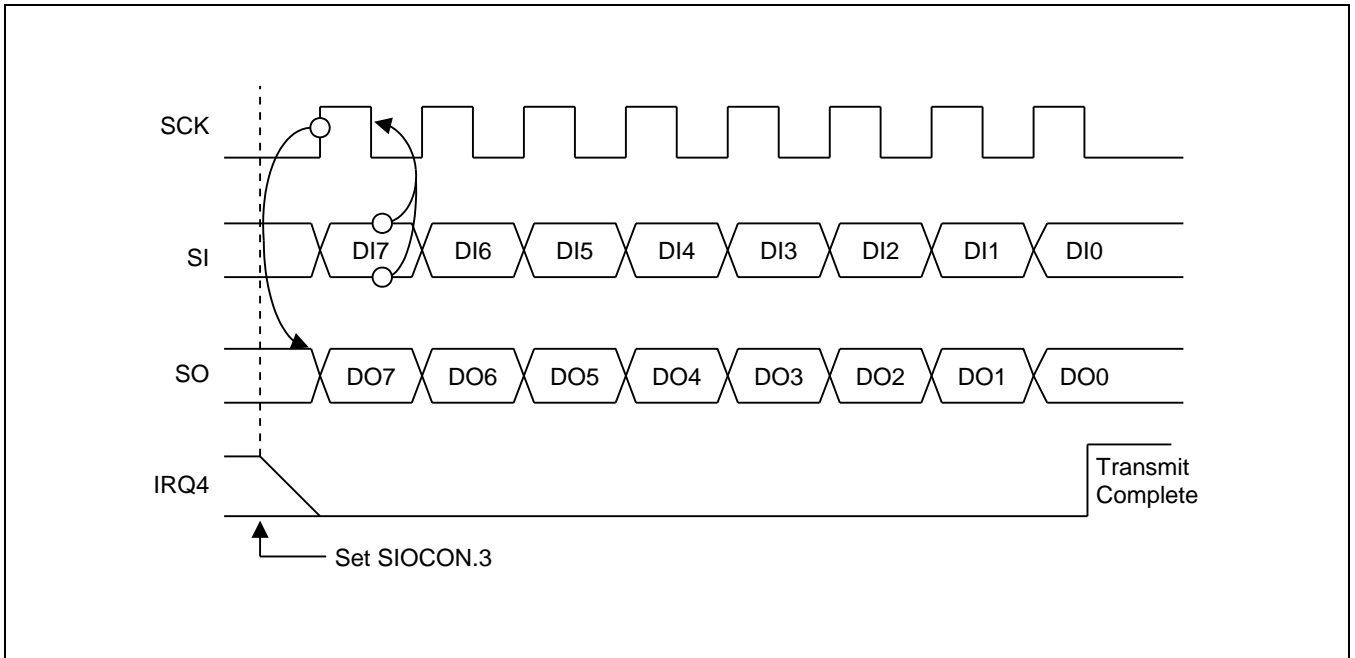 SCK
SI
DI7 DI6 DI5 DI4 DI3 DI2 DI1 DI0
SO
DO7 DO6 DO5 DO4 DO3 DO2 DO1 DO0
IRQ4
Transmit
Complete
Set SIOCON.3